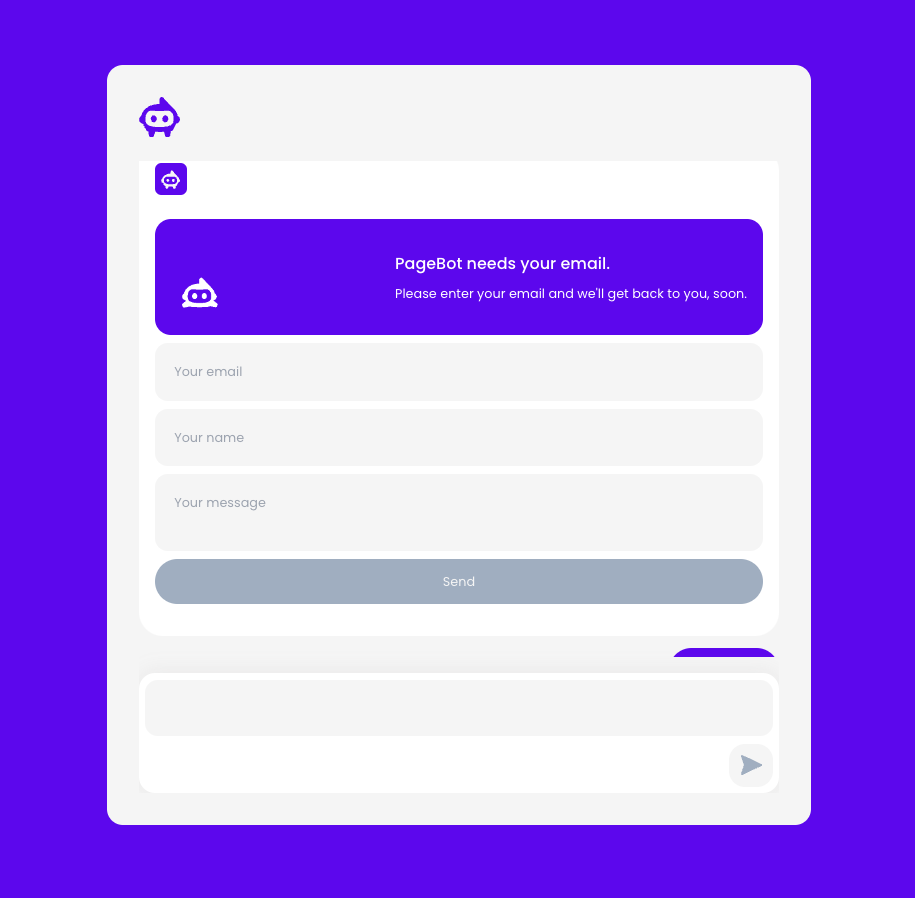 PageBot needs your email.
Please enter your email and we'll get back to you, soon.
Your email
Your name
Your message
Send